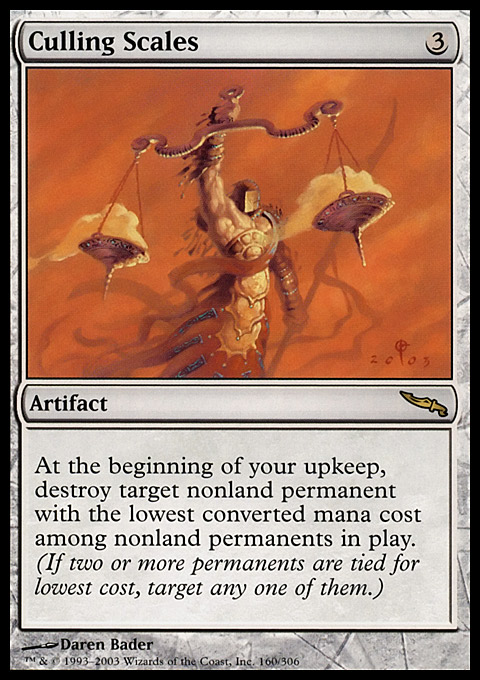 Culling Scales 3
2003
Artifact
At the beginning of your upkeep,
destroy target nonland permanent
with the lowest converted mana cost
among nonland permanents in play.
(If two or more permanents are tied for
lowest cost, target any one of them.)
Daren Bader
™ & © 1993–2003 Wizards of the Coast, Inc. 160/306